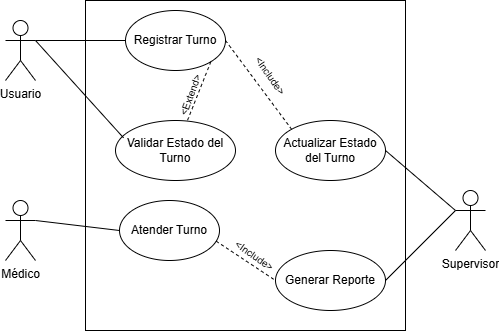 Registrar Turno
<Include>
<Extend>
Usuario
Validar Estado del
Turno
Actualizar Estado
del Turno
Atender Turno
<Include>
Médico
Generar Reporte
Supervisor